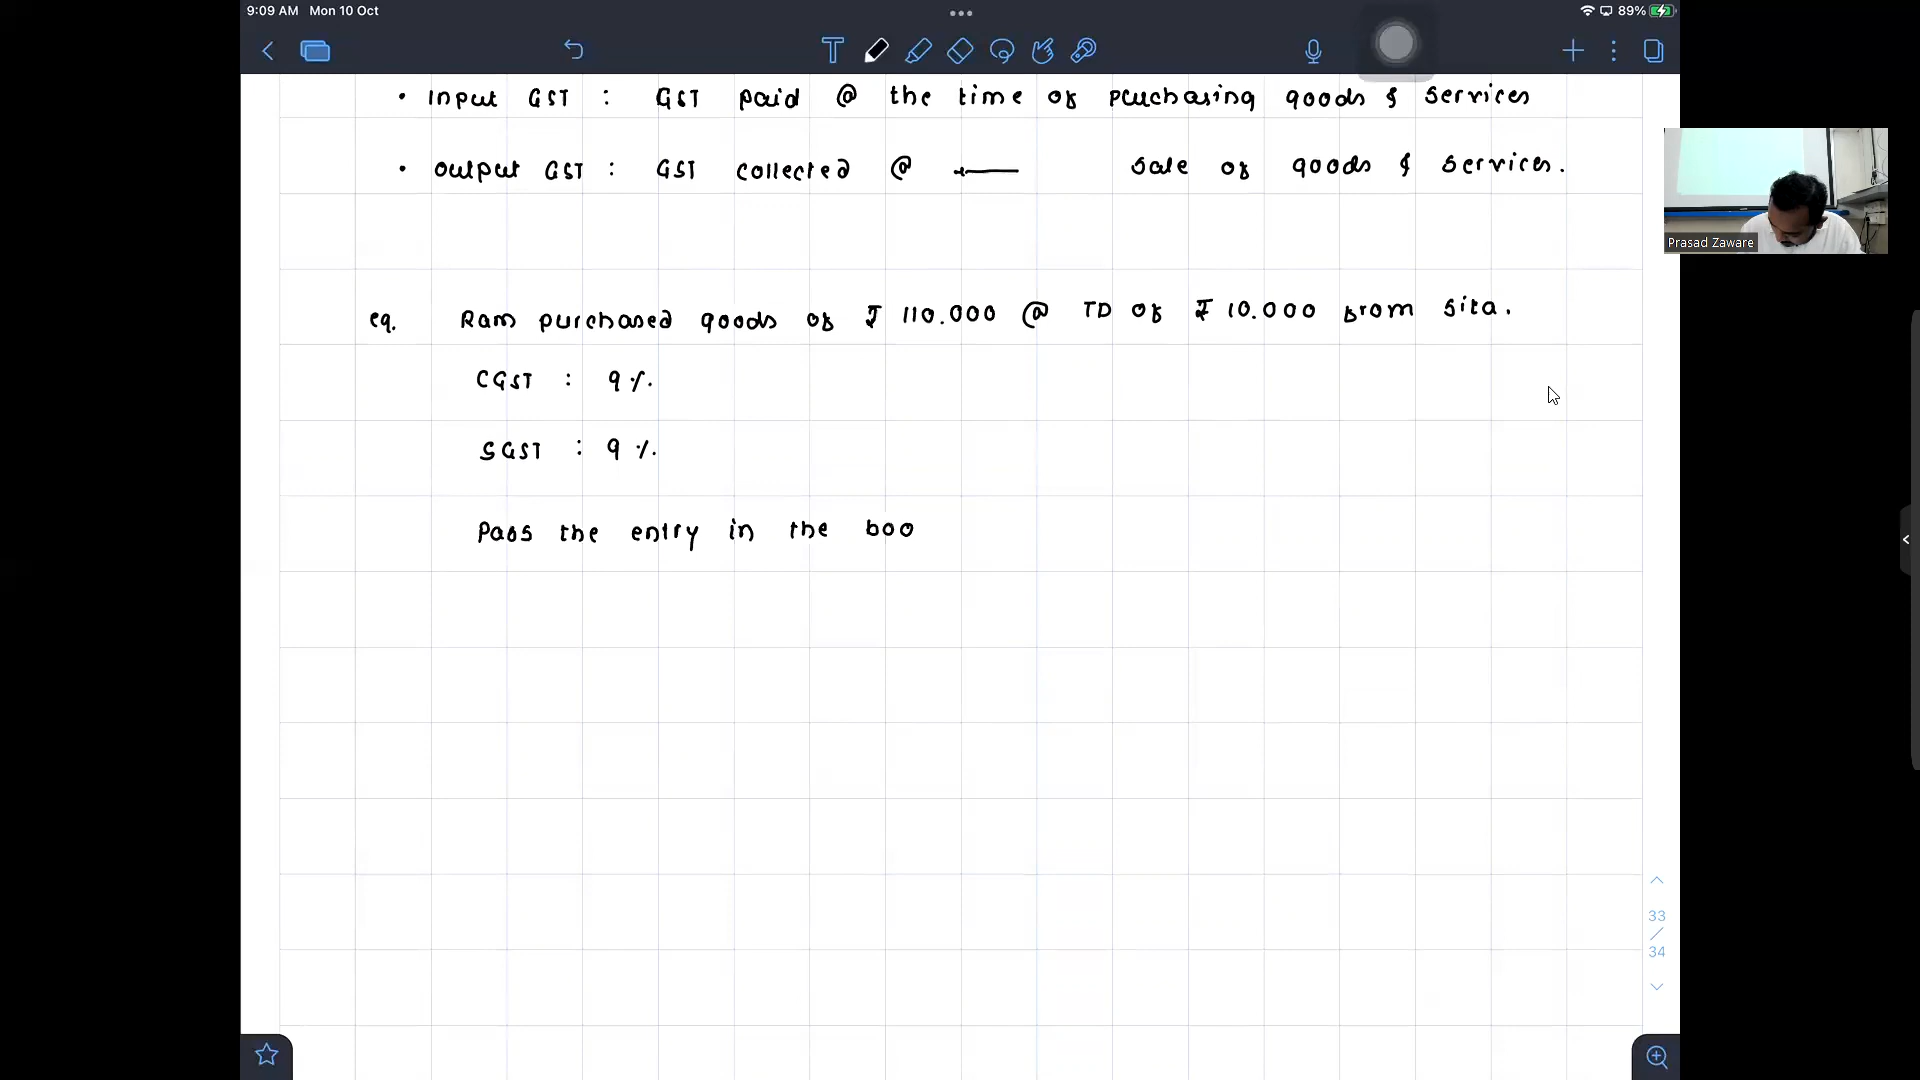 9:09 AM Mon 10 Oct
89%
• Input GST : GST paid @ the time of purchasing goods & services
• Output GST : GST collected @ —— sale of goods & services.
Prasad Zaware
eg. Ram purchased goods of ₹ 110.000 @ TD of ₹ 10.000 from Sita.
CGST : 9 %.
SGST : 9 %.
Pass the entry in the boo
33
/
34